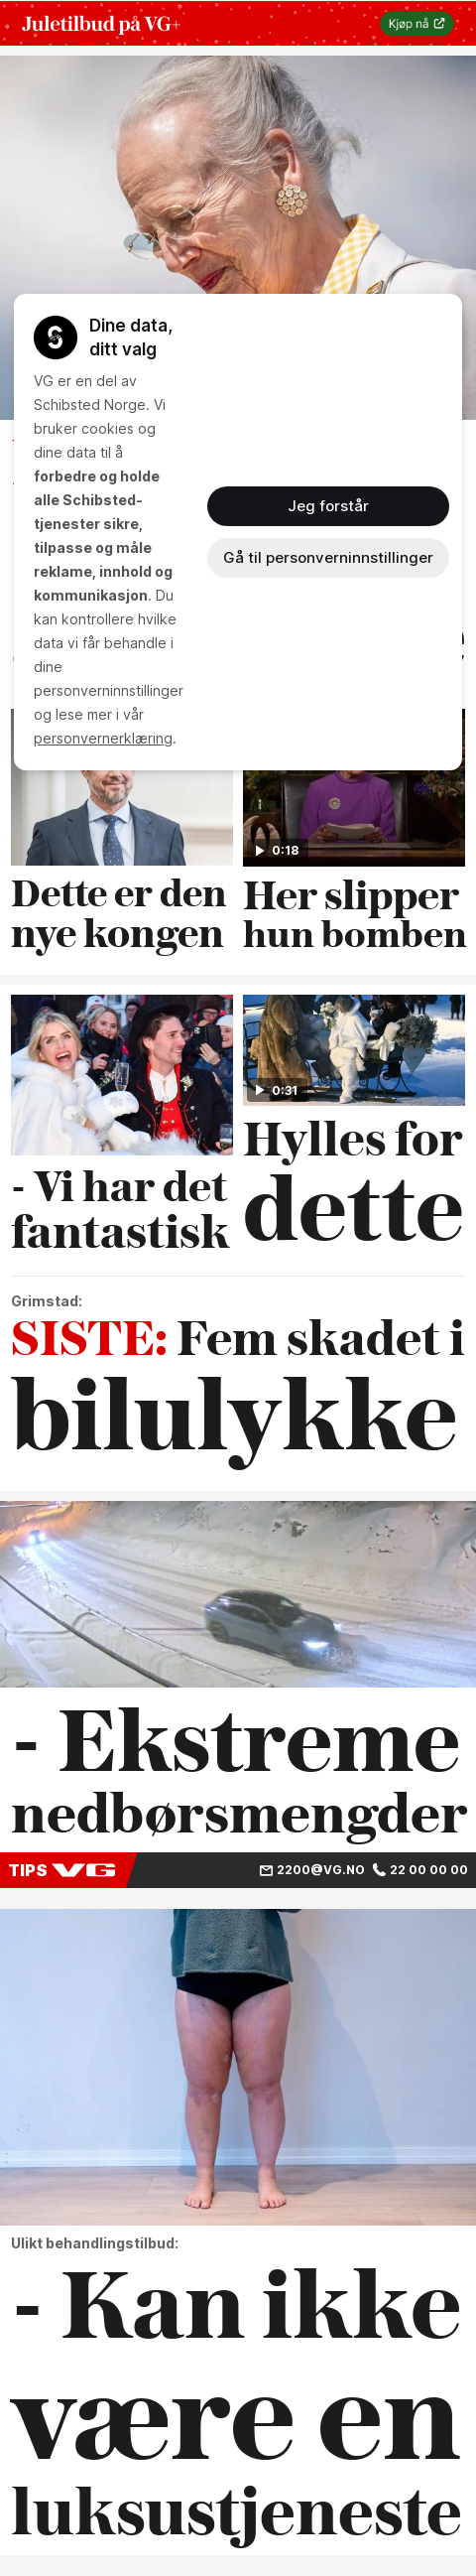 Juletilbud på VG+
Kjøp nå
Dine data,
ditt valg
VG er en del av
Schibsted Norge. Vi
bruker cookies og
dine data til å
forbedre og holde
alle Schibsted-
tjenester sikre,
tilpasse og måle
reklame, innhold og
kommunikasjon. Du
kan kontrollere hvilke
data vi får behandle i
dine
personverninnstillinger
og lese mer i vår
personvernerklæring.
Jeg forstår
Gå til personverninnstillinger
0:18
Dette er den
nye kongen
Her slipper
hun bomben
0:31
- Vi har det
fantastisk
Hylles for
dette
Grimstad:
SISTE: Fem skadet i
bilulykke
- Ekstreme
nedbørsmengder
TIPS VG
2200@VG.NO 22 00 00 00
Ulikt behandlingstilbud:
- Kan ikke
være en
luksustjeneste